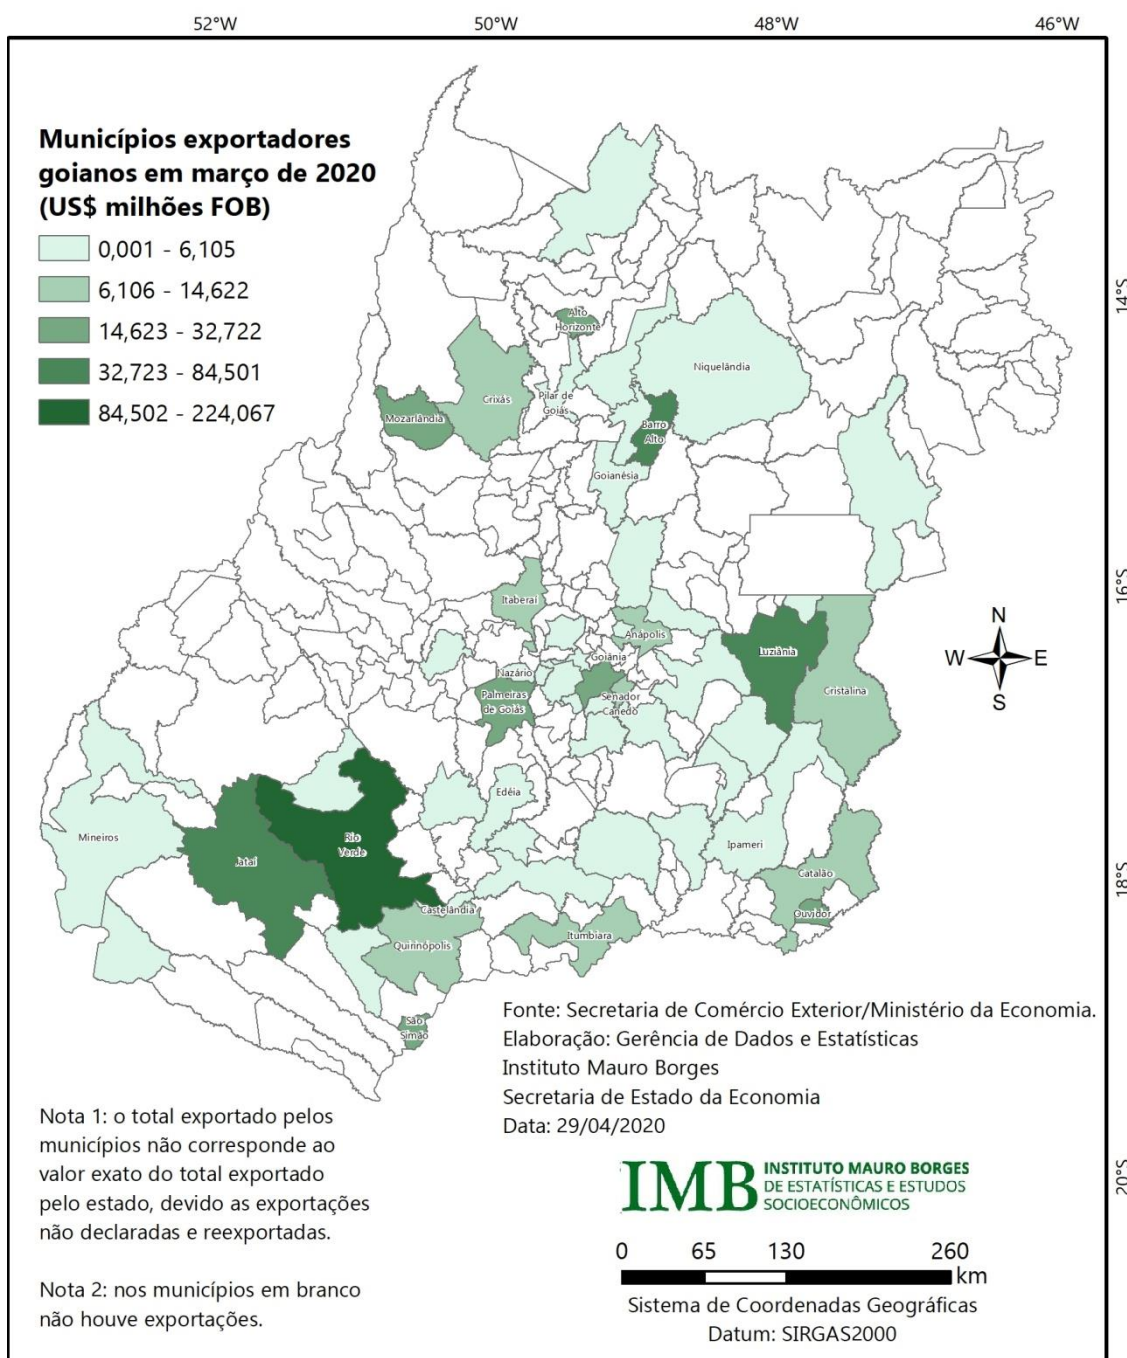 52°W
50°W
48°W
46°W
Municípios exportadores
goianos em março de 2020
(US$ milhões FOB)
0,001 - 6,105
6,106 - 14,622
14,623 - 32,722
32,723 - 84,501
84,502 - 224,067
14°S
16°S
18°S
20°S
Alto
Horizonte
Niquelândia
Crixás
Pilar de
Goiás
Mozarlândia
Barro
Alto
Goianésia
Itaberaí
Anápolis
Goiânia
Luziânia
Nazário
Cristalina
Palmeiras
de Goiás
Senador
Canedo
Edéia
Mineiros
Rio
Verde
Ipameri
Jataí
Catalão
Castelândia
Ouvidor
Quirinópolis
Itumbiara
São
Simão
N
W
E
S
Fonte: Secretaria de Comércio Exterior/Ministério da Economia.
Elaboração: Gerência de Dados e Estatísticas
Instituto Mauro Borges
Secretaria de Estado da Economia
Data: 29/04/2020
Nota 1: o total exportado pelos
municípios não corresponde ao
valor exato do total exportado
pelo estado, devido as exportações
não declaradas e reexportadas.
Nota 2: nos municípios em branco
não houve exportações.
IMB
INSTITUTO MAURO BORGES
DE ESTATÍSTICAS E ESTUDOS
SOCIOECONÔMICOS
0 65 130 260
km
Sistema de Coordenadas Geográficas
Datum: SIRGAS2000